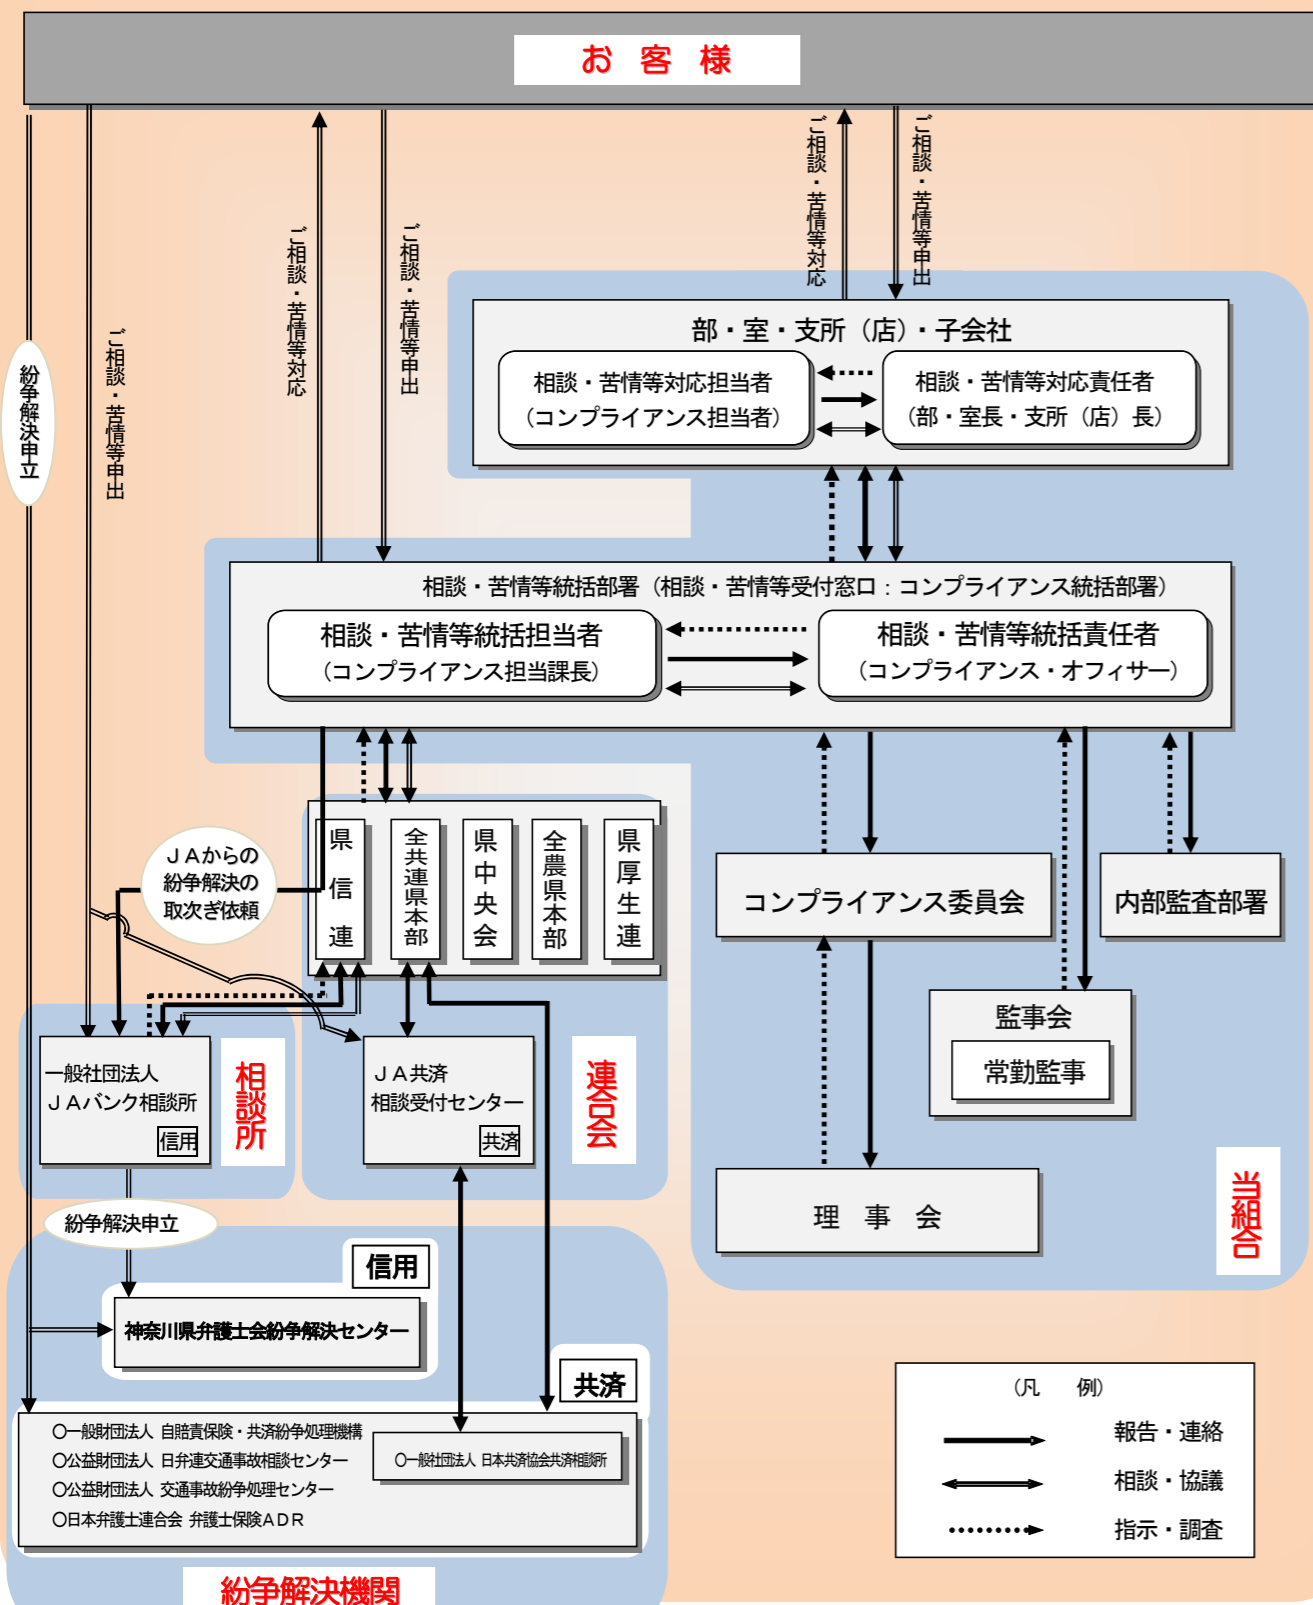 お 客 様
ご相談・苦情等対応
ご相談・苦情等申出
ご相談・苦情等対応
ご相談・苦情等申出
ご相談・苦情等申出
紛争解決申立
部・室・支所（店）・子会社
相談・苦情等対応担当者
（コンプライアンス担当者）
相談・苦情等対応責任者
（部・室長・支所（店）長）
相談・苦情等統括部署（相談・苦情等受付窓口：コンプライアンス統括部署）
相談・苦情等統括担当者
（コンプライアンス担当課長）
相談・苦情等統括責任者
（コンプライアンス・オフィサー）
ＪＡからの
紛争解決の
取次ぎ依頼
県信連
全共連県本部
県中央会
全農県本部
県厚生連
コンプライアンス委員会
内部監査部署
監事会
常勤監事
理 事 会
当組合
一般社団法人
ＪＡバンク相談所
信用
相談所
ＪＡ共済
相談受付センター
共済
連合会
紛争解決申立
信用
神奈川県弁護士会紛争解決センター
共済
〇一般財団法人 自賠責保険・共済紛争処理機構
〇公益財団法人 日弁連交通事故相談センター
〇公益財団法人 交通事故紛争処理センター
〇日本弁護士連合会 弁護士保険ＡＤＲ
〇一般社団法人 日本共済協会共済相談所
紛争解決機関
（凡 例）
報告・連絡
相談・協議
指示・調査